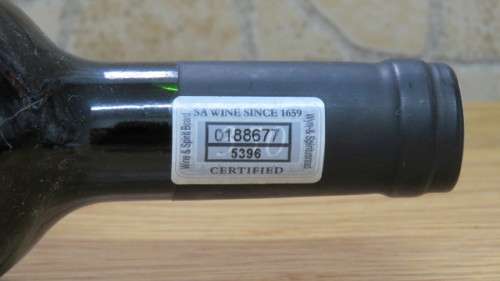 SA WINE SINCE 1659
Wine & Spirit Board
0188677
5396
Wyn & Spiritusraad
CERTIFIED